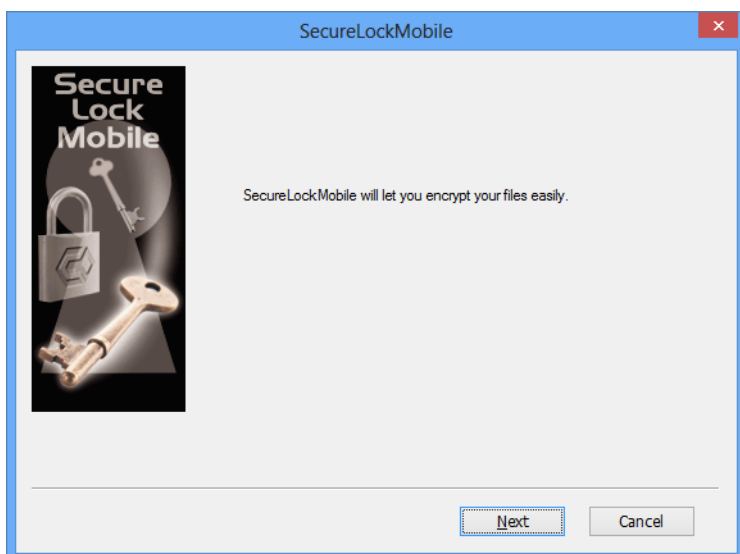 SecureLockMobile
Secure
Lock
Mobile
SecureLockMobile will let you encrypt your files easily.
Next
Cancel